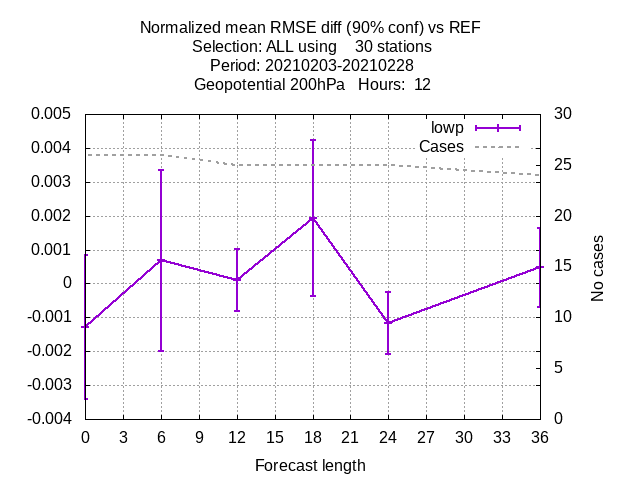 Normalized mean RMSE diff (90% conf) vs REF
Selection: ALL using    30 stations
Period: 20210203-20210228
Geopotential 200hPa   Hours:  12
0.005
0.004
0.003
0.002
0.001
0
-0.001
-0.002
-0.003
-0.004
lowp
Cases
30
25
20
15
10
5
0
No cases
0 3 6 9 12 15 18 21 24 27 30 33 36
Forecast length